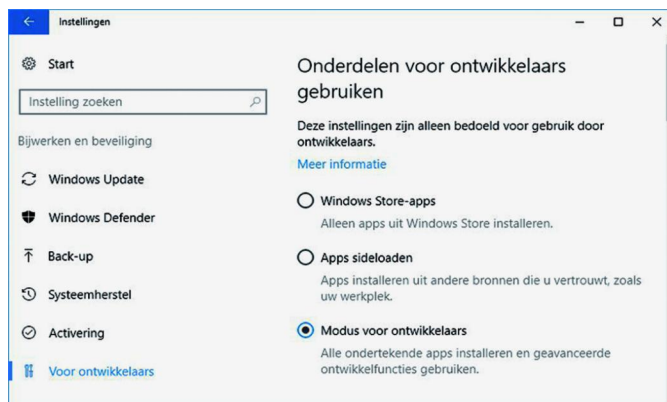 Instellingen
Start
Instelling zoeken
Bijwerken en beveiliging
Windows Update
Windows Defender
Back-up
Systeemherstel
Activering
Voor ontwikkelaars
Onderdelen voor ontwikkelaars
gebruiken
Deze instellingen zijn alleen bedoeld voor gebruik door
ontwikkelaars.
Meer informatie
Windows Store-apps
Alleen apps uit Windows Store installeren.
Apps sideloaden
Apps installeren uit andere bronnen die u vertrouwt, zoals
uw werkplek.
Modus voor ontwikkelaars
Alle ondertekende apps installeren en geavanceerde
ontwikkelfuncties gebruiken.